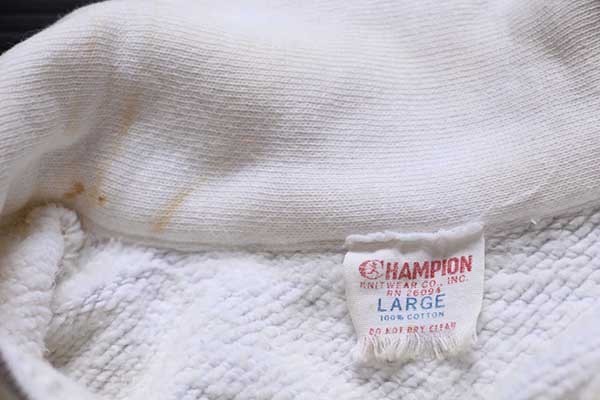 CHAMPION
KNITWEAR CO., INC.
RN 26094
LARGE
100% COTTON
DO NOT DRY CLEAN